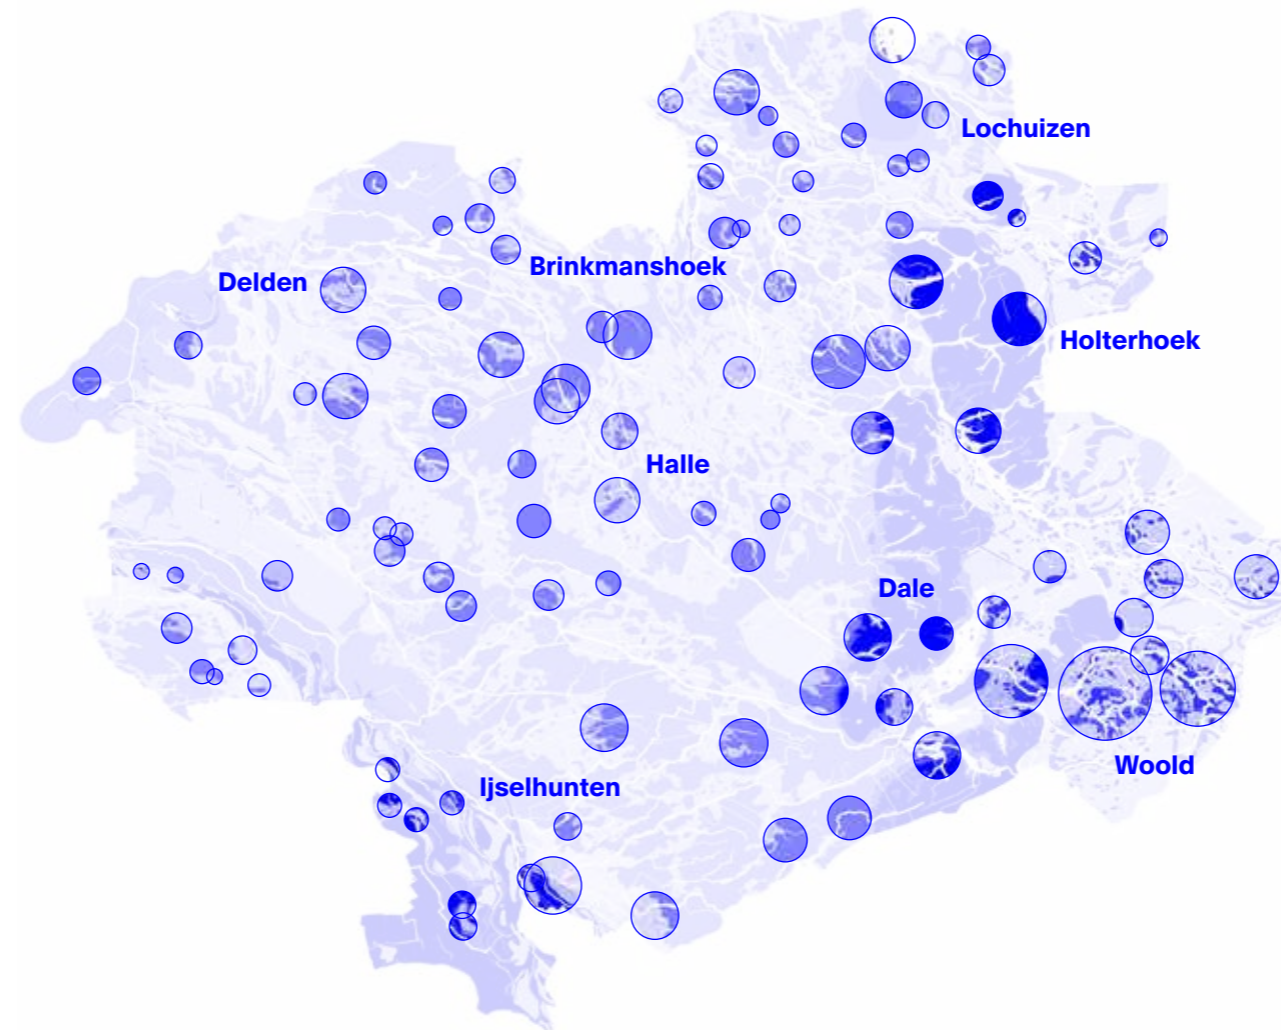 Lochuizen
Brinkmanshoek
Delden
Holterhoek
Halle
Dale
Woold
Ijselhunten